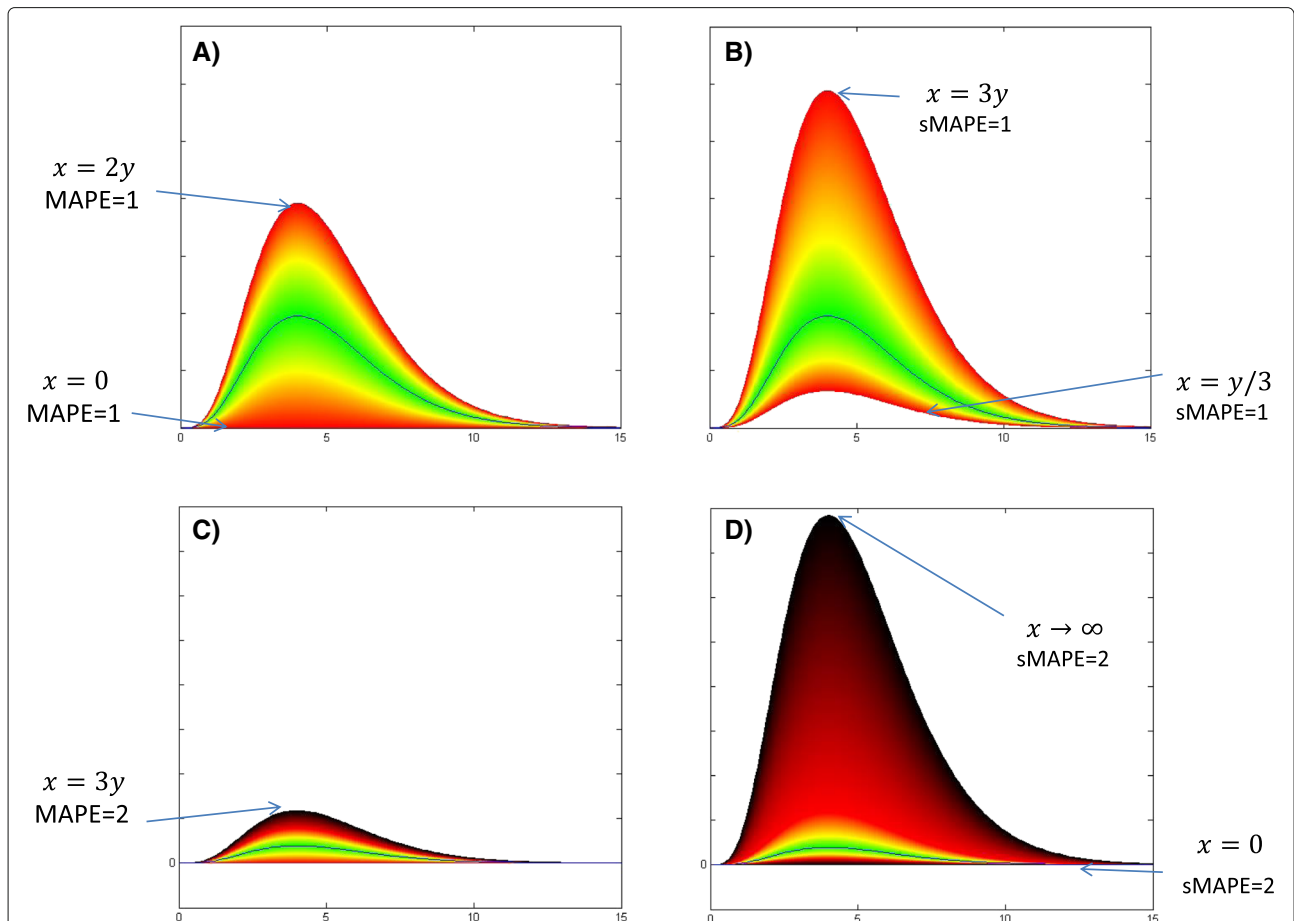 A)
x = 2y
MAPE=1
x = 0
MAPE=1
0 5 10 15
B)
x = 3y
sMAPE=1
x = y/3
sMAPE=1
0 5 10 15
C)
x = 3y
MAPE=2
0
0 5 10 15
D)
x → ∞
sMAPE=2
x = 0
sMAPE=2
0
0 5 10 15